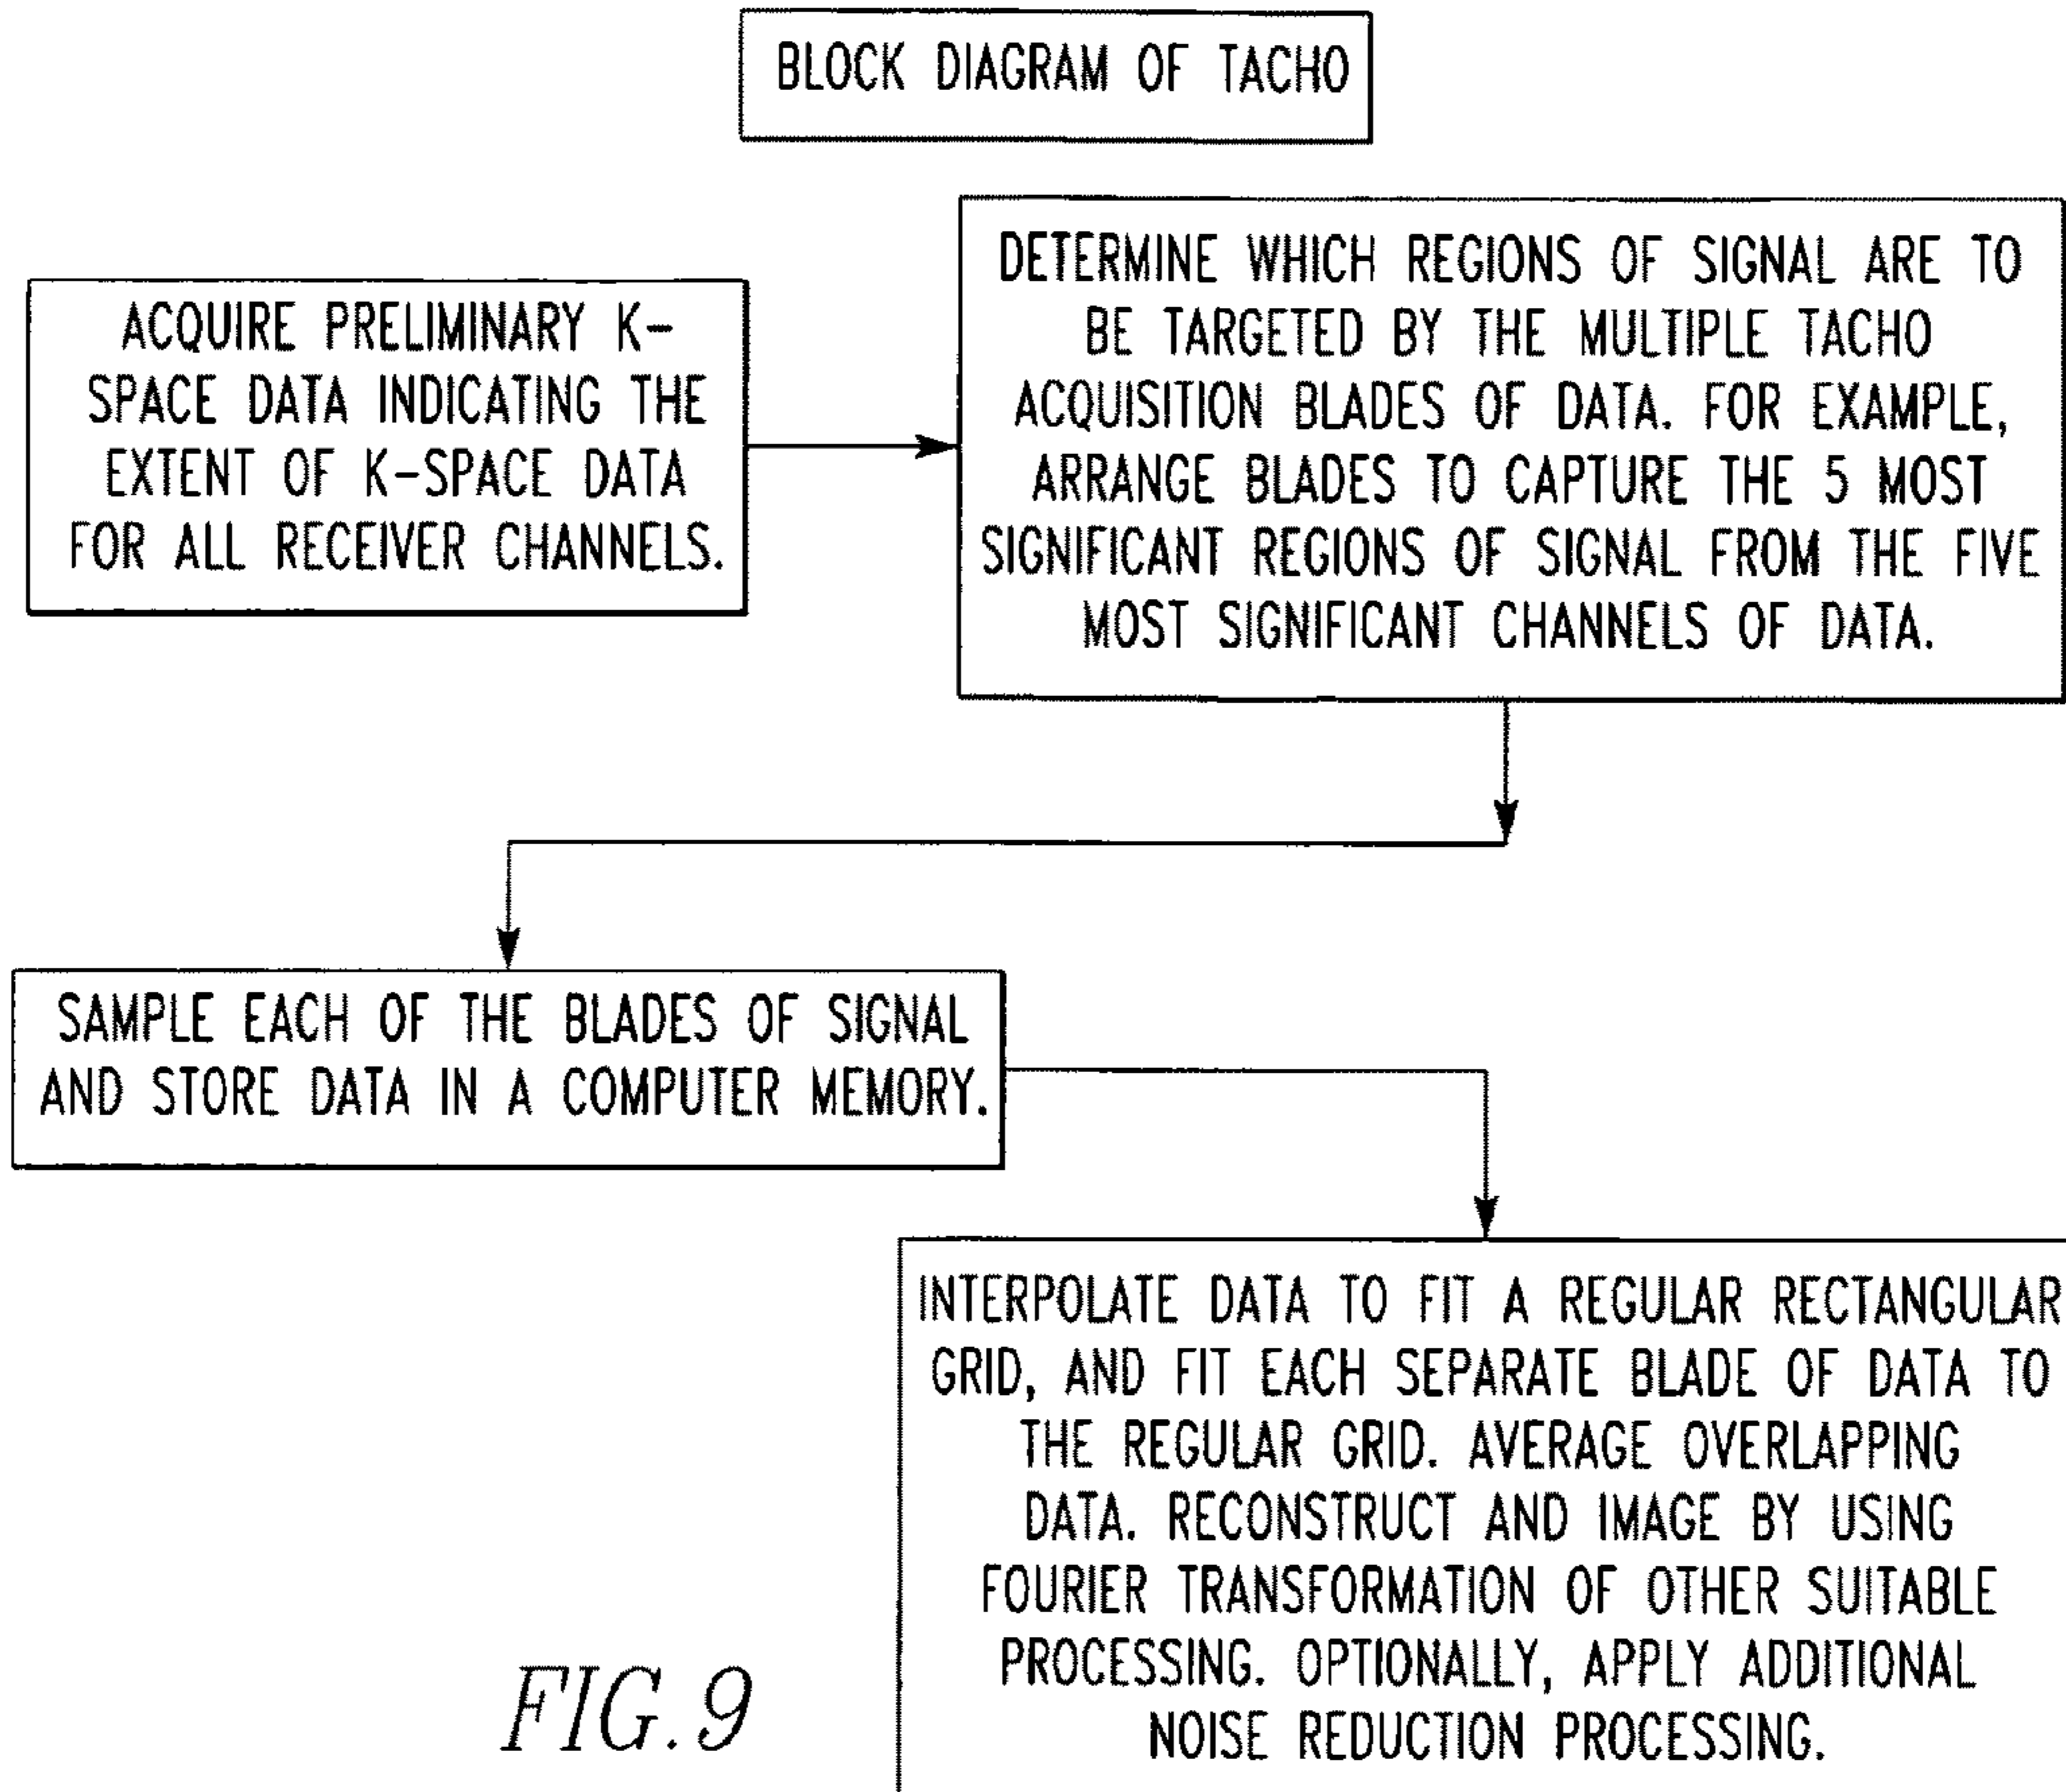 BLOCK DIAGRAM OF TACHO
ACQUIRE PRELIMINARY K-
SPACE DATA INDICATING THE
EXTENT OF K-SPACE DATA
FOR ALL RECEIVER CHANNELS.
DETERMINE WHICH REGIONS OF SIGNAL ARE TO
BE TARGETED BY THE MULTIPLE TACHO
ACQUISITION BLADES OF DATA. FOR EXAMPLE,
ARRANGE BLADES TO CAPTURE THE 5 MOST
SIGNIFICANT REGIONS OF SIGNAL FROM THE FIVE
MOST SIGNIFICANT CHANNELS OF DATA.
SAMPLE EACH OF THE BLADES OF SIGNAL
AND STORE DATA IN A COMPUTER MEMORY.
INTERPOLATE DATA TO FIT A REGULAR RECTANGULAR
GRID, AND FIT EACH SEPARATE BLADE OF DATA TO
THE REGULAR GRID. AVERAGE OVERLAPPING
DATA. RECONSTRUCT AND IMAGE BY USING
FOURIER TRANSFORMATION OF OTHER SUITABLE
PROCESSING. OPTIONALLY, APPLY ADDITIONAL
NOISE REDUCTION PROCESSING.
FIG. 9